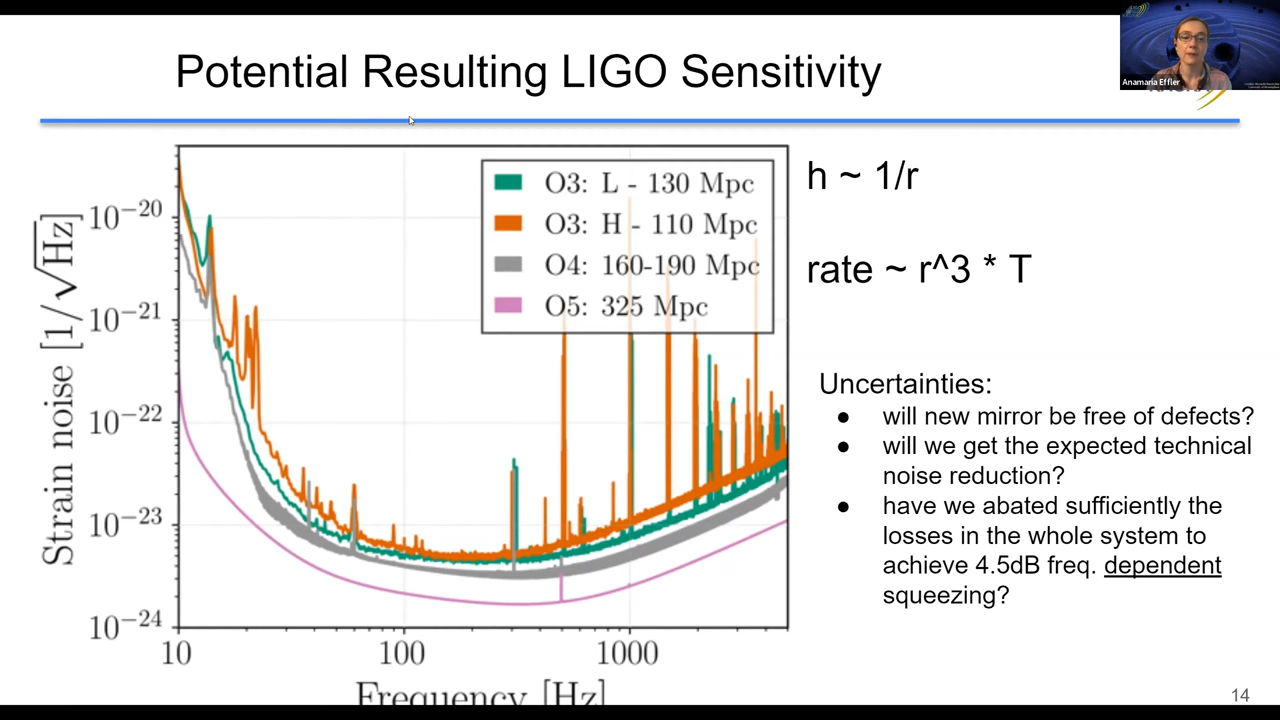 Potential Resulting LIGO Sensitivity
Anamaria Effler
Strain noise [1/√Hz]
10−20
10−21
10−22
10−23
10−24
O3: L - 130 Mpc
O3: H - 110 Mpc
O4: 160-190 Mpc
O5: 325 Mpc
10
100
1000
Frequency [Hz]
h ~ 1/r
rate ~ r^3 * T
Uncertainties:
● will new mirror be free of defects?
● will we get the expected technical
noise reduction?
● have we abated sufficiently the
losses in the whole system to
achieve 4.5dB freq. dependent
squeezing?
14